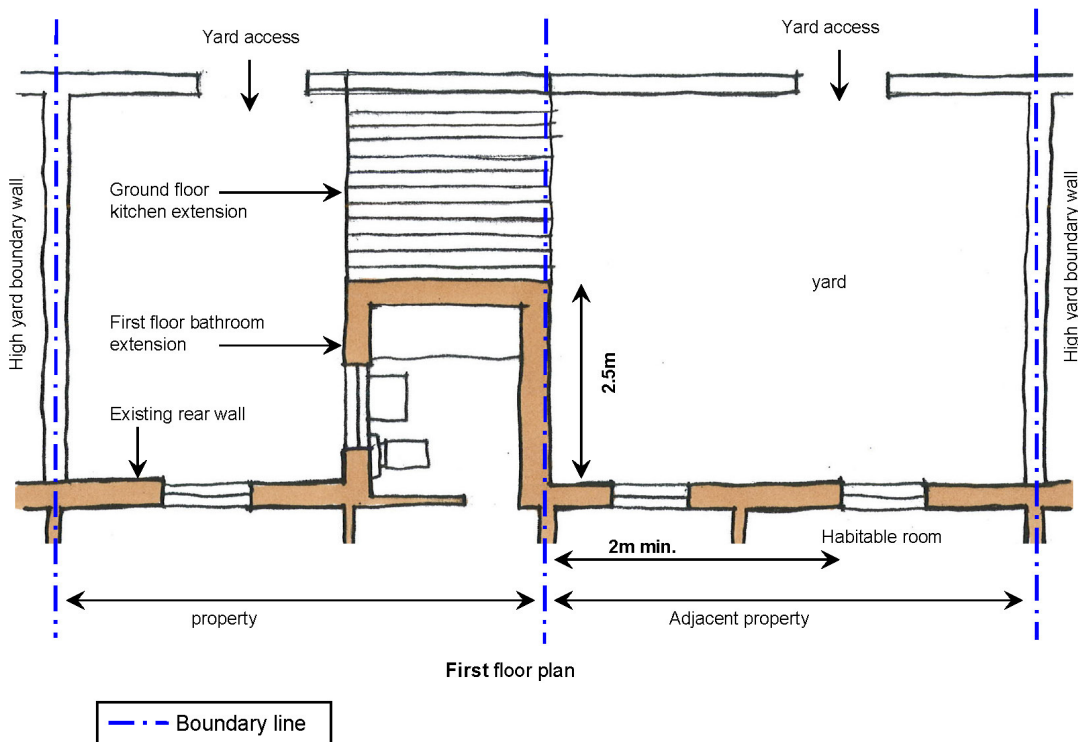 Yard access
Yard access
High yard boundary wall
Ground floor
kitchen extension
yard
High yard boundary wall
First floor bathroom
extension
2.5m
Existing rear wall
Habitable room
2m min.
property
Adjacent property
First floor plan
Boundary line